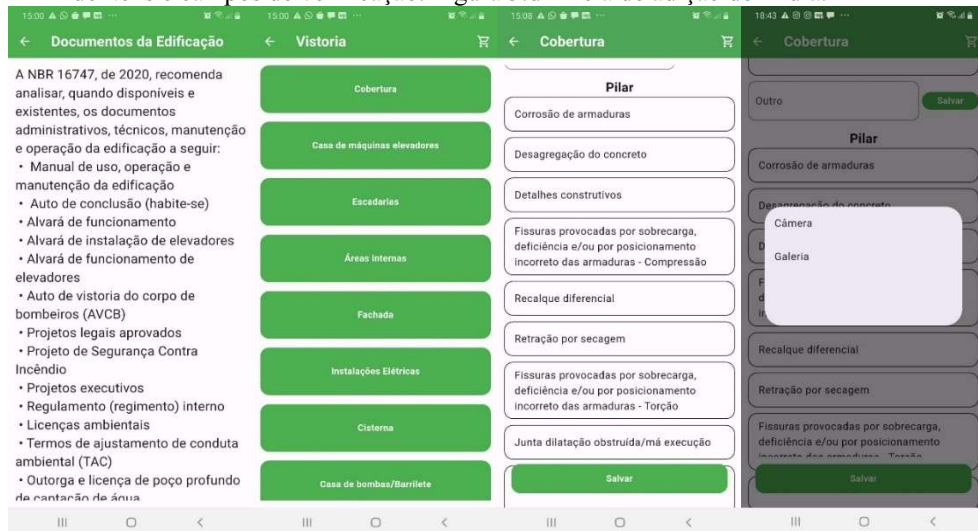 15:00
Documentos da Edificação
A NBR 16747, de 2020, recomenda
analisar, quando disponíveis e
existentes, os documentos
administrativos, técnicos, manutenção
e operação da edificação a seguir:
• Manual de uso, operação e
manutenção da edificação
• Auto de conclusão (habite-se)
• Alvará de funcionamento
• Alvará de instalação de elevadores
• Alvará de funcionamento de
elevadores
• Auto de vistoria do corpo de
bombeiros (AVCB)
• Projetos legais aprovados
• Projeto de Segurança Contra
Incêndio
• Projetos executivos
• Regulamento (regimento) interno
• Licenças ambientais
• Termos de ajustamento de conduta
ambiental (TAC)
• Outorga e licença de poço profundo
de captação de água
15:00
Vistoria
Cobertura
Casa de máquinas elevadores
Escadarias
Áreas internas
Fachada
Instalações Elétricas
Cisterna
Casa de bombas/Barrilete
15:08
Cobertura
Pilar
Corrosão de armaduras
Desagregação do concreto
Detalhes construtivos
Fissuras provocadas por sobrecarga,
deficiência e/ou por posicionamento
incorreto das armaduras - Compressão
Recalque diferencial
Retração por secagem
Fissuras provocadas por sobrecarga,
deficiência e/ou por posicionamento
incorreto das armaduras - Torção
Junta dilatação obstruída/má execução
Salvar
18:43
Cobertura
Outro
Salvar
Pilar
Corrosão de armaduras
Desagregação do concreto
Câmera
Galeria
Recalque diferencial
Retração por secagem
Fissuras provocadas por sobrecarga,
deficiência e/ou por posicionamento
incorreto das armaduras - Torção
Salvar